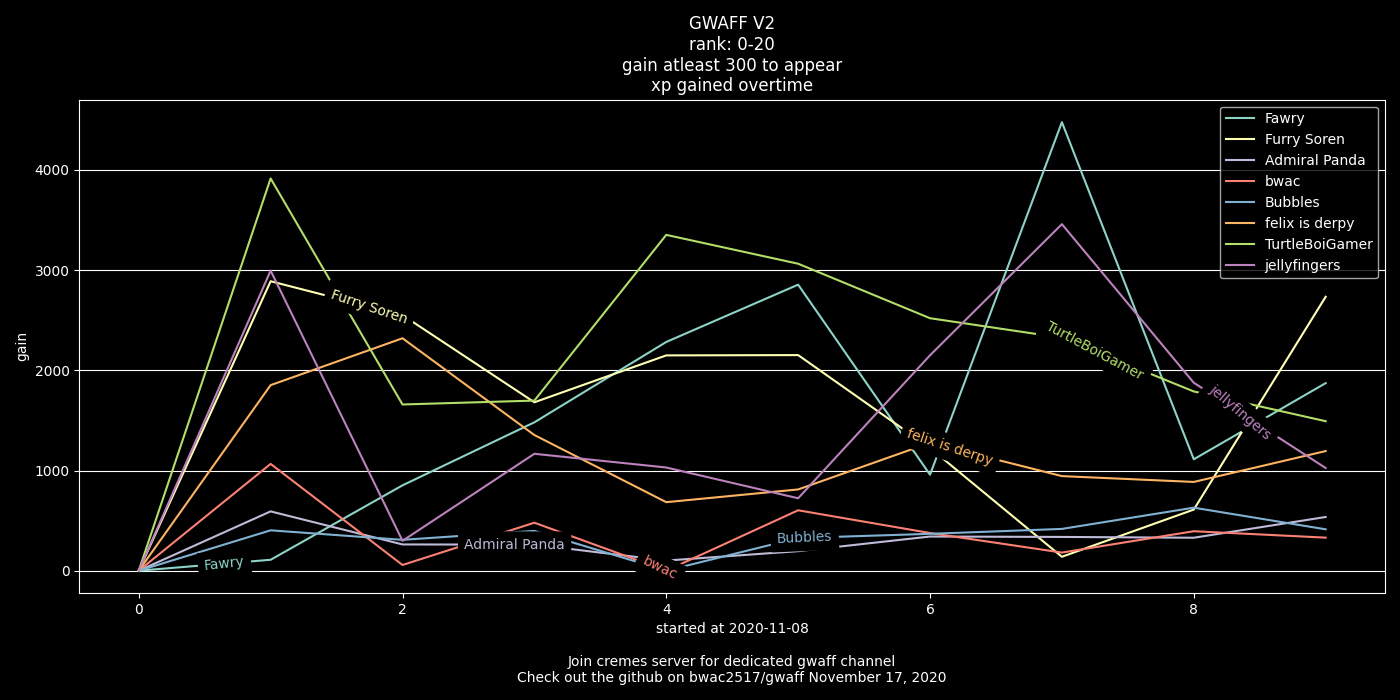 GWAFF V2
rank: 0-20
gain atleast 300 to appear
xp gained overtime
Fawry
Furry Soren
Admiral Panda
bwac
Bubbles
felix is derpy
TurtleBoiGamer
jellyfingers
4000
3000
2000
1000
0
gain
Furry Soren
TurtleBoiGamer
jellyfingers
felix is derpy
Bubbles
Admiral Panda
Fawry
bwac
0 2 4 6 8
started at 2020-11-08
Join cremes server for dedicated gwaff channel
Check out the github on bwac2517/gwaff November 17, 2020